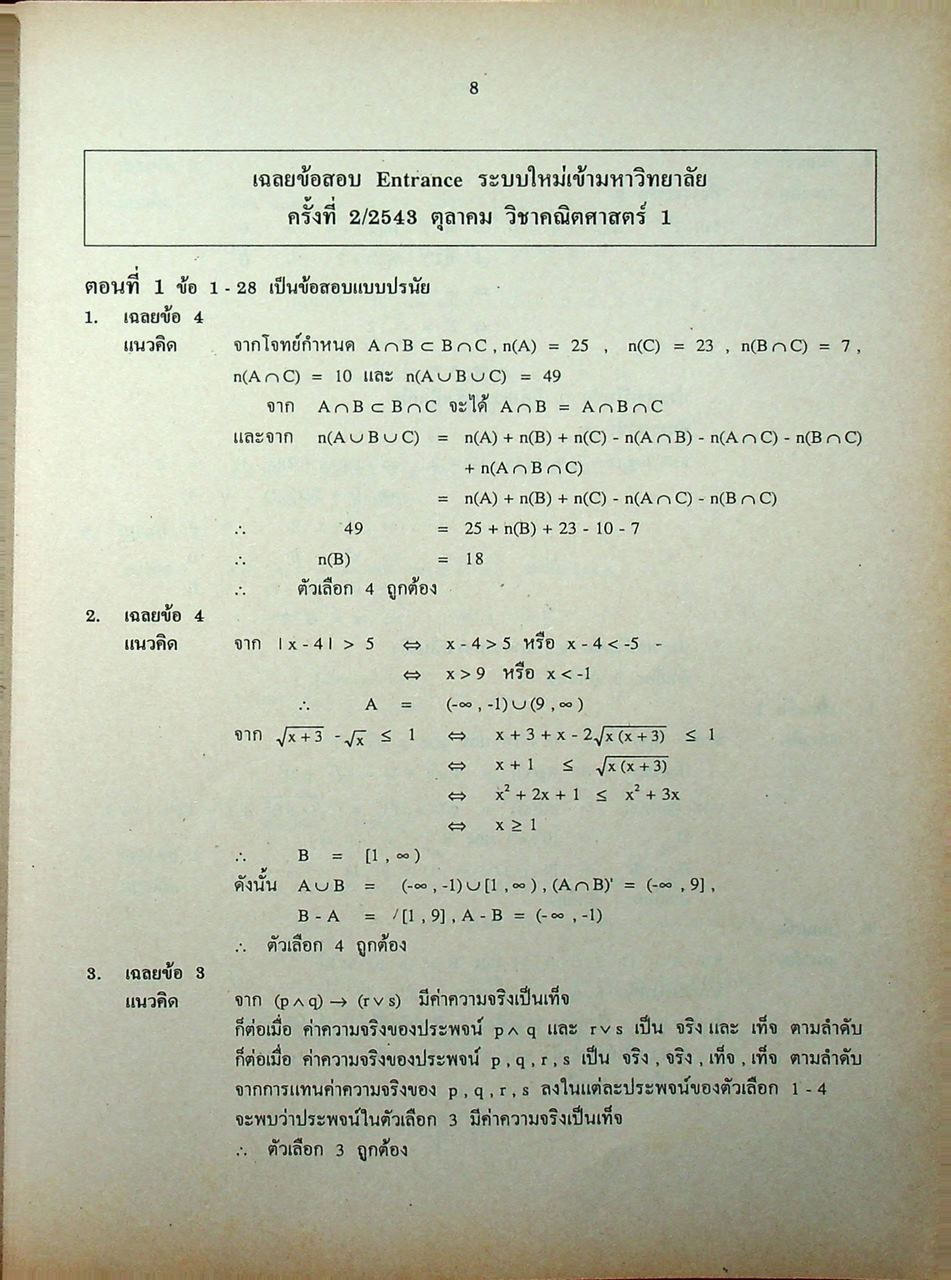 8
เฉลยข้อสอบ Entrance ระบบใหม่เข้ามหาวิทยาลัย
ครั้งที่ 2/2543 ตุลาคม วิชาคณิตศาสตร์ 1
ตอนที่ 1 ข้อ 1 - 28 เป็นข้อสอบแบบปรนัย
1. เฉลยข้อ 4
แนวคิด จากโจทย์กำหนด A∩B ⊂ B∩C , n(A) = 25 , n(C) = 23 , n(B∩C) = 7 ,
n(A∩C) = 10 และ n(A∪B∪C) = 49
จาก A∩B ⊂ B∩C จะได้ A∩B = A∩B∩C
และจาก n(A∪B∪C) = n(A) + n(B) + n(C) - n(A∩B) - n(A∩C) - n(B∩C)
+ n(A∩B∩C)
= n(A) + n(B) + n(C) - n(A∩C) - n(B∩C)
∴ 49 = 25 + n(B) + 23 - 10 - 7
∴ n(B) = 18
∴ ตัวเลือก 4 ถูกต้อง
2. เฉลยข้อ 4
แนวคิด จาก |x - 4| > 5 ⇔ x - 4 > 5 หรือ x - 4 < -5
⇔ x > 9 หรือ x < -1
∴ A = (-∞ , -1)∪(9 , ∞)
จาก √(x + 3) - √x ≤ 1 ⇔ x + 3 + x - 2√(x (x + 3)) ≤ 1
⇔ x + 1 ≤ √(x (x + 3))
⇔ x² + 2x + 1 ≤ x² + 3x
⇔ x ≥ 1
∴ B = [1 , ∞)
ดังนั้น A∪B = (-∞ , -1)∪[1 , ∞) , (A∩B)' = (-∞ , 9] ,
B - A = [1 , 9] , A - B = (-∞ , -1)
∴ ตัวเลือก 4 ถูกต้อง
3. เฉลยข้อ 3
แนวคิด จาก (p ∧ q) → (r ∨ s) มีค่าความจริงเป็นเท็จ
ก็ต่อเมื่อ ค่าความจริงของประพจน์ p ∧ q และ r ∨ s เป็น จริง และ เท็จ ตามลำดับ
ก็ต่อเมื่อ ค่าความจริงของประพจน์ p , q , r , s เป็น จริง , จริง , เท็จ , เท็จ ตามลำดับ
จากการแทนค่าความจริงของ p , q , r , s ลงในแต่ละประพจน์ของตัวเลือก 1 - 4
จะพบว่าประพจน์ในตัวเลือก 3 มีค่าความจริงเป็นเท็จ
∴ ตัวเลือก 3 ถูกต้อง